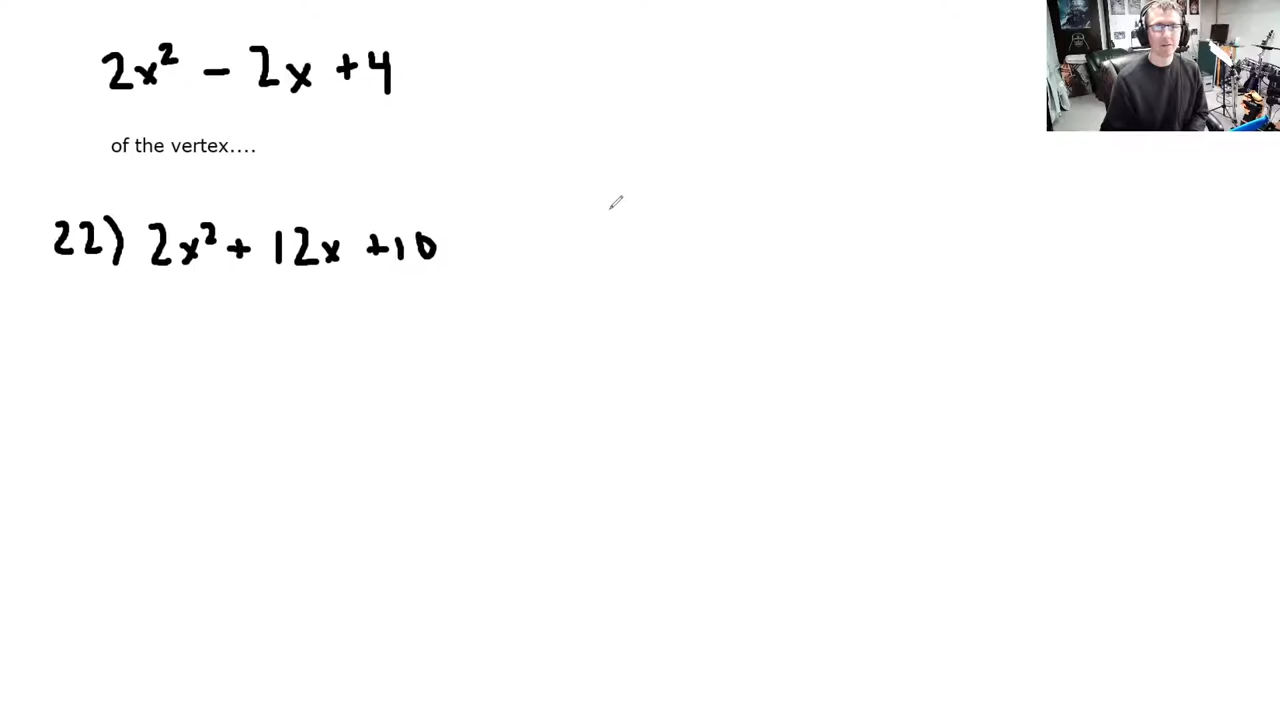 2x² - 2x + 4
of the vertex....
22) 2x² + 12x + 10